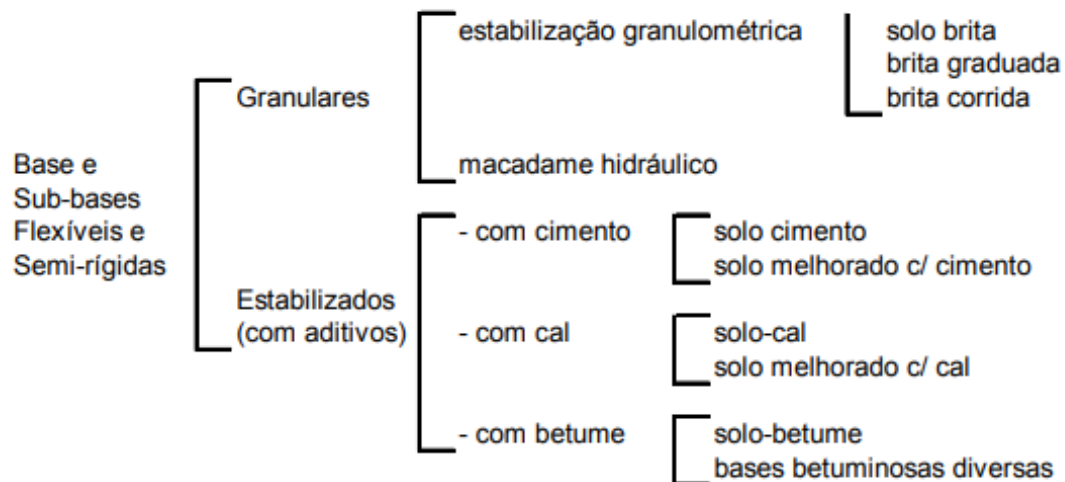 Base e
Sub-bases
Flexíveis e
Semi-rígidas
Granulares
estabilização granulométrica
solo brita
brita graduada
brita corrida
macadame hidráulico
Estabilizados
(com aditivos)
- com cimento
solo cimento
solo melhorado c/ cimento
- com cal
solo-cal
solo melhorado c/ cal
- com betume
solo-betume
bases betuminosas diversas